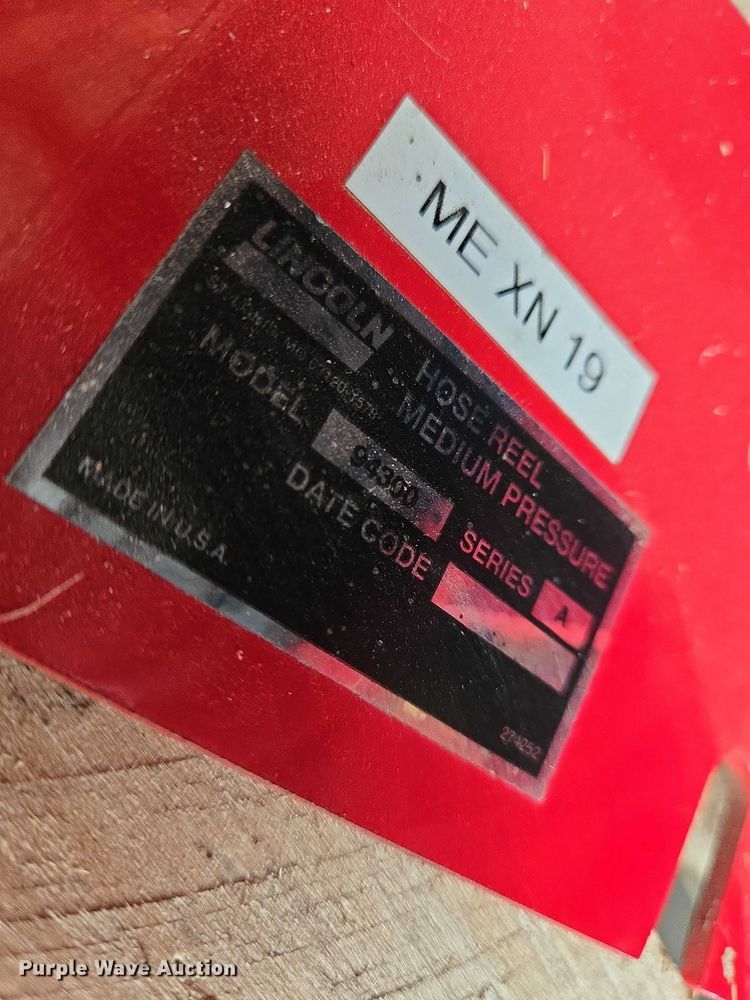 ME XN 19
LINCOLN
HOSE REEL
MEDIUM PRESSURE
MODEL 94300 SERIES A
DATE CODE
MADE IN U.S.A.
274252
Purple Wave Auction